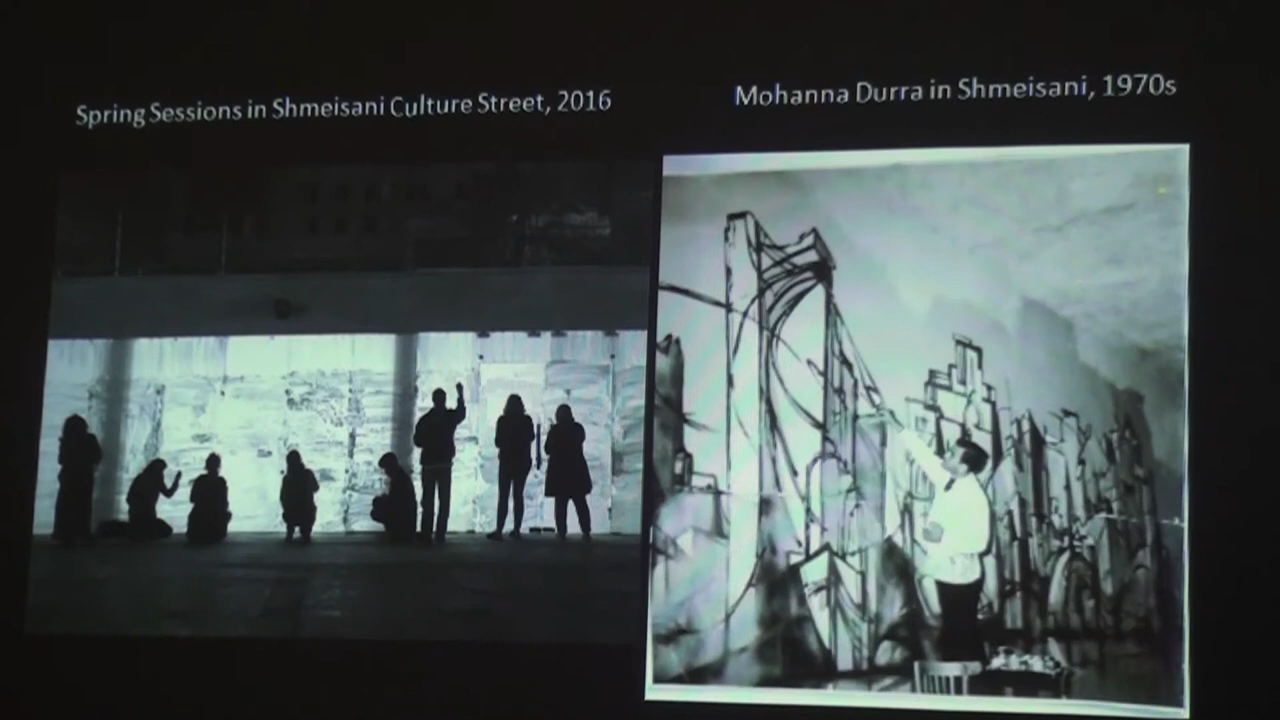 Spring Sessions in Shmeisani Culture Street, 2016
Mohanna Durra in Shmeisani, 1970s